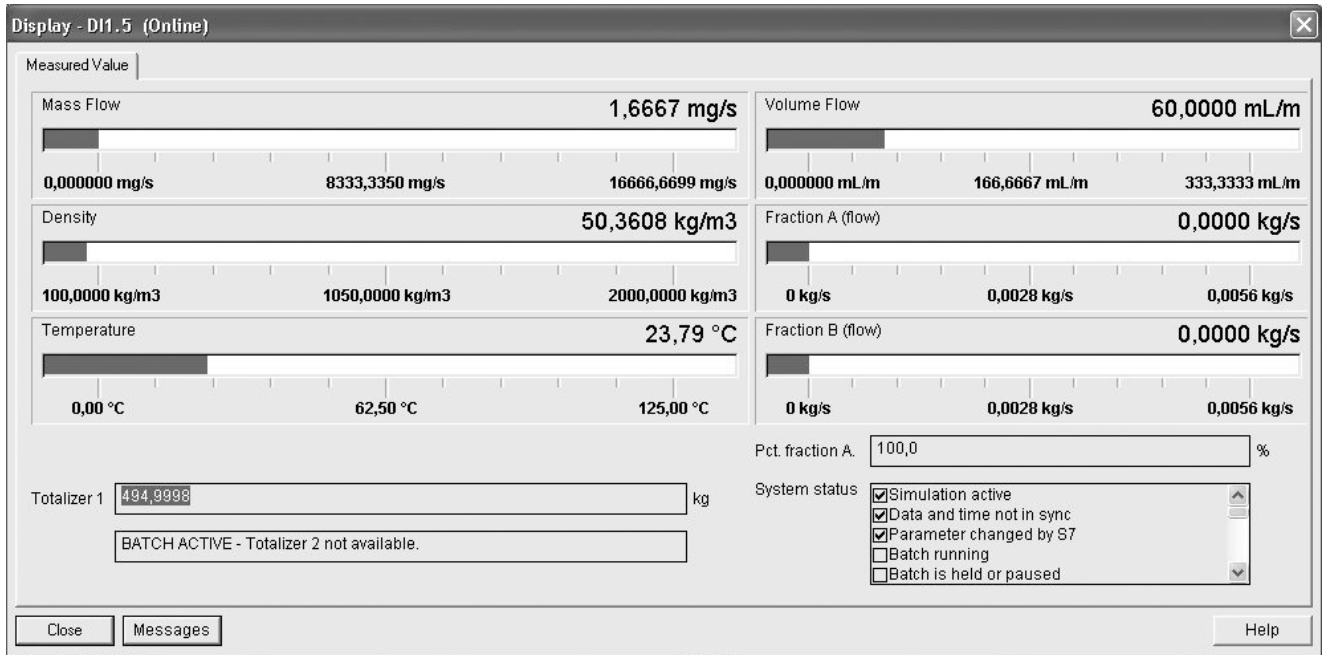 Display - DI1.5 (Online)
Measured Value
Mass Flow
1,6667 mg/s
0,000000 mg/s 8333,3350 mg/s 16666,6699 mg/s
Volume Flow
60,0000 mL/m
0,000000 mL/m 166,6667 mL/m 333,3333 mL/m
Density
50,3608 kg/m3
100,0000 kg/m3 1050,0000 kg/m3 2000,0000 kg/m3
Fraction A (flow)
0,0000 kg/s
0 kg/s 0,0028 kg/s 0,0056 kg/s
Temperature
23,79 °C
0,00 °C 62,50 °C 125,00 °C
Fraction B (flow)
0,0000 kg/s
0 kg/s 0,0028 kg/s 0,0056 kg/s
Pct. fraction A. 100,0 %
Totalizer 1 494,9998 kg
BATCH ACTIVE - Totalizer 2 not available.
System status
Simulation active
Data and time not in sync
Parameter changed by S7
Batch running
Batch is held or paused
Close Messages Help